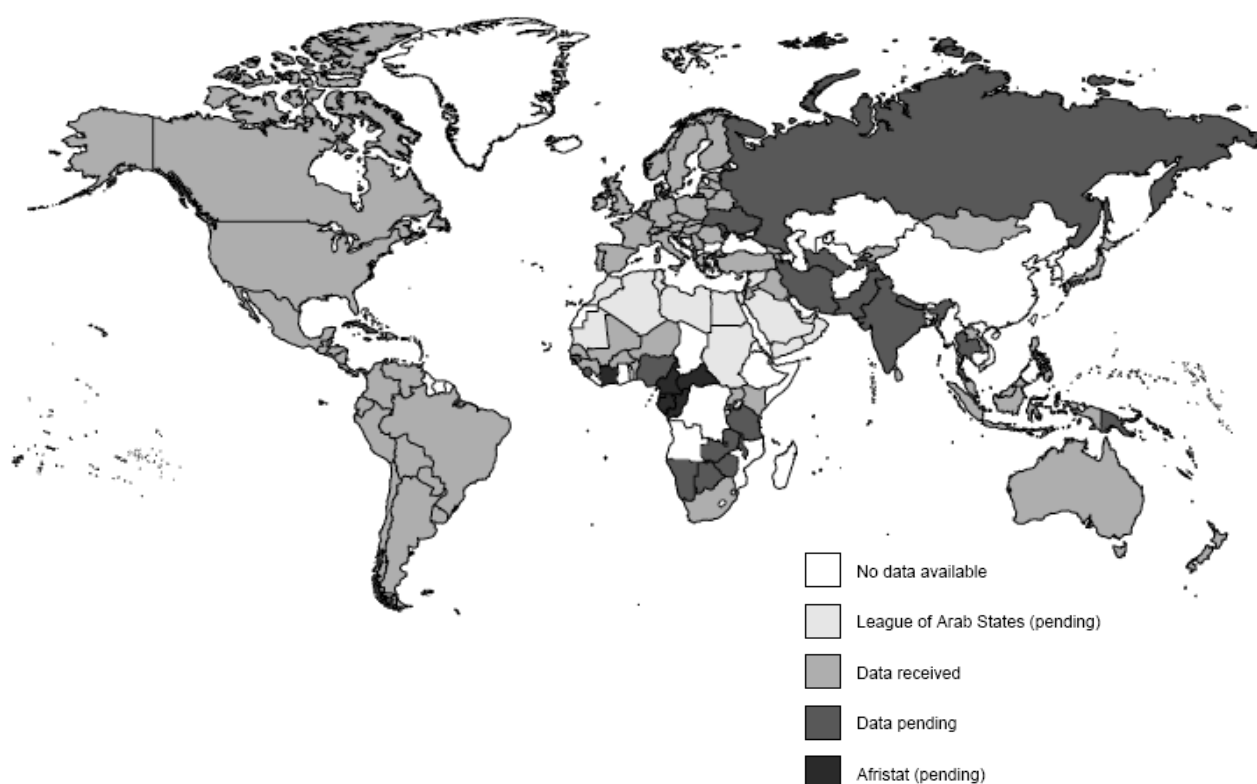 No data available
League of Arab States (pending)
Data received
Data pending
Afristat (pending)